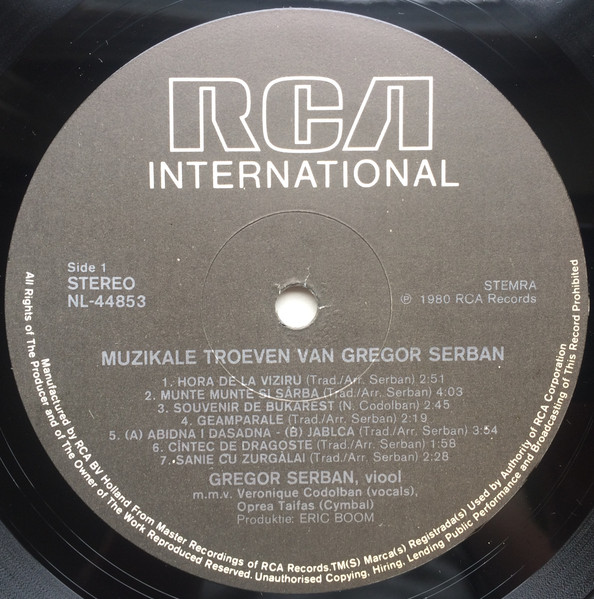 RCA
INTERNATIONAL
Side 1
STEREO
NL-44853
STEMRA
℗ 1980 RCA Records
MUZIKALE TROEVEN VAN GREGOR SERBAN
1. HORA DE LA VIZIRU (Trad./Arr. Serban) 2:51
2. MUNTE MUNTE SI SÂRBA (Trad./Arr. Serban) 4:03
3. SOUVENIR DE BUKAREST (N. Codolban) 2:45
4. GEAMPARALE (Trad./Arr. Serban) 2:19
5. (A) ABIDNA I DASADNA - (B) JABLCA (Trad./Arr. Serban) 3:54
6. CÎNTEC DE DRAGOSTE (Trad./Arr. Serban) 1:58
7. SANIE CU ZURGĂLAI (Trad./Arr. Serban) 2:28
GREGOR SERBAN, viool
m.m.v. Veronique Codolban (vocals),
Oprea Taifas (Cymbal)
Produktie: ERIC BOOM
Manufactured by RCA BV Holland From Master Recordings of RCA Records.TM(S) Marca(s) Registrada(s) Used by Authority of RCA Corporation
All Rights of The Producer and of The Owner of The Work Reproduced Reserved. Unauthorised Copying, Hiring, Lending Public Performance and Broadcasting of This Record Prohibited